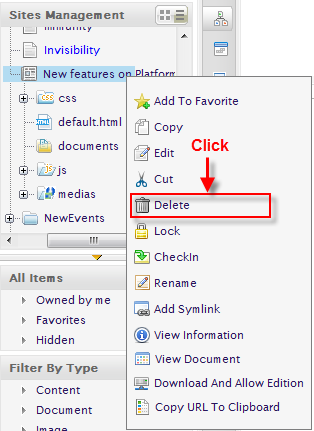 Sites Management
Invisibility
New features on Platform
css
default.html
documents
js
medias
NewEvents
All Items
Owned by me
Favorites
Hidden
Filter By Type
Content
Document
Image
Click
Add To Favorite
Copy
Edit
Cut
Delete
Lock
CheckIn
Rename
Add Symlink
View Information
View Document
Download And Allow Edition
Copy URL To Clipboard